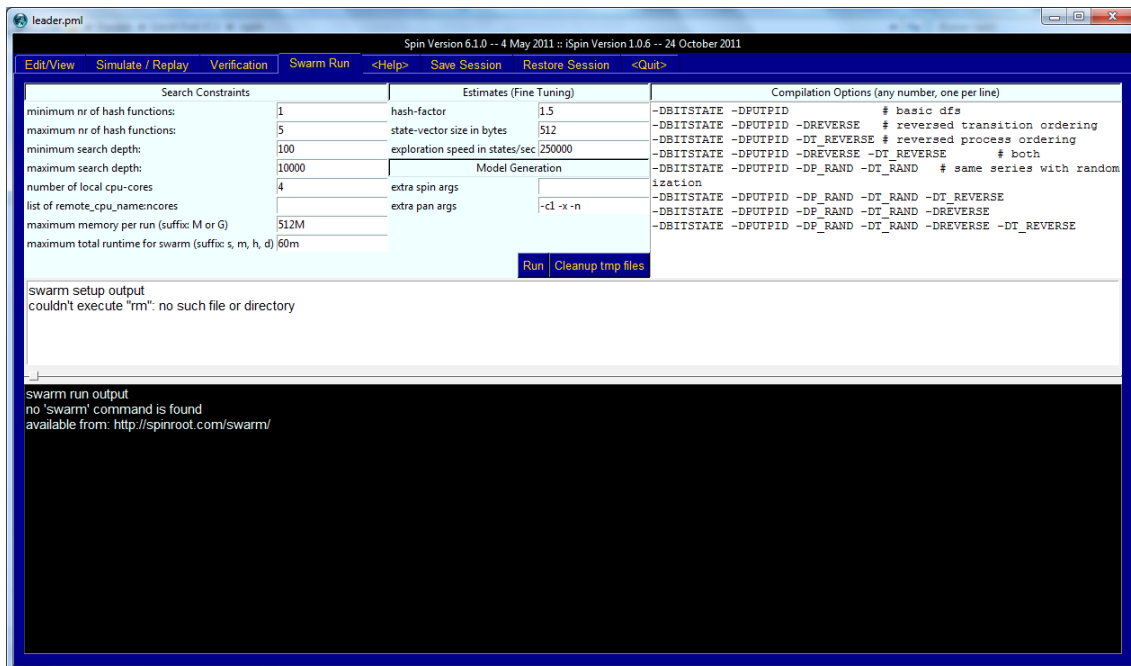 leader.pml
Spin Version 6.1.0 -- 4 May 2011 :: iSpin Version 1.0.6 -- 24 October 2011
Edit/View Simulate / Replay Verification Swarm Run <Help> Save Session Restore Session <Quit>
Search Constraints
minimum nr of hash functions: 1
maximum nr of hash functions: 5
minimum search depth: 100
maximum search depth: 10000
number of local cpu-cores 4
list of remote_cpu_name:ncores
maximum memory per run (suffix: M or G) 512M
maximum total runtime for swarm (suffix: s, m, h, d) 60m
Estimates (Fine Tuning)
hash-factor 1.5
state-vector size in bytes 512
exploration speed in states/sec 250000
Model Generation
extra spin args
extra pan args -c1 -x -n
Run Cleanup tmp files
Compilation Options (any number, one per line)
-DBITSTATE -DPUTPID # basic dfs
-DBITSTATE -DPUTPID -DREVERSE # reversed transition ordering
-DBITSTATE -DPUTPID -DT_REVERSE # reversed process ordering
-DBITSTATE -DPUTPID -DREVERSE -DT_REVERSE # both
-DBITSTATE -DPUTPID -DP_RAND -DT_RAND # same series with random
ization
-DBITSTATE -DPUTPID -DP_RAND -DT_RAND -DT_REVERSE
-DBITSTATE -DPUTPID -DP_RAND -DT_RAND -DREVERSE
-DBITSTATE -DPUTPID -DP_RAND -DT_RAND -DREVERSE -DT_REVERSE
swarm setup output
couldn't execute "rm": no such file or directory
swarm run output
no 'swarm' command is found
available from: http://spinroot.com/swarm/